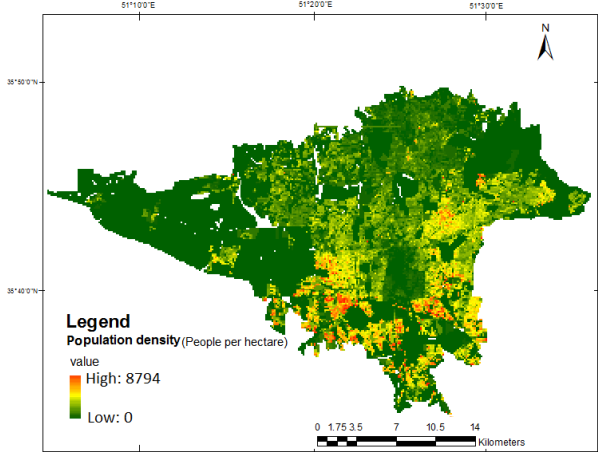 51°10'0"E 51°20'0"E 51°30'0"E
N
35°50'0"N
35°40'0"N
Legend
Population density (People per hectare)
value
High: 8794
Low: 0
0 1.75 3.5 7 10.5 14
Kilometers